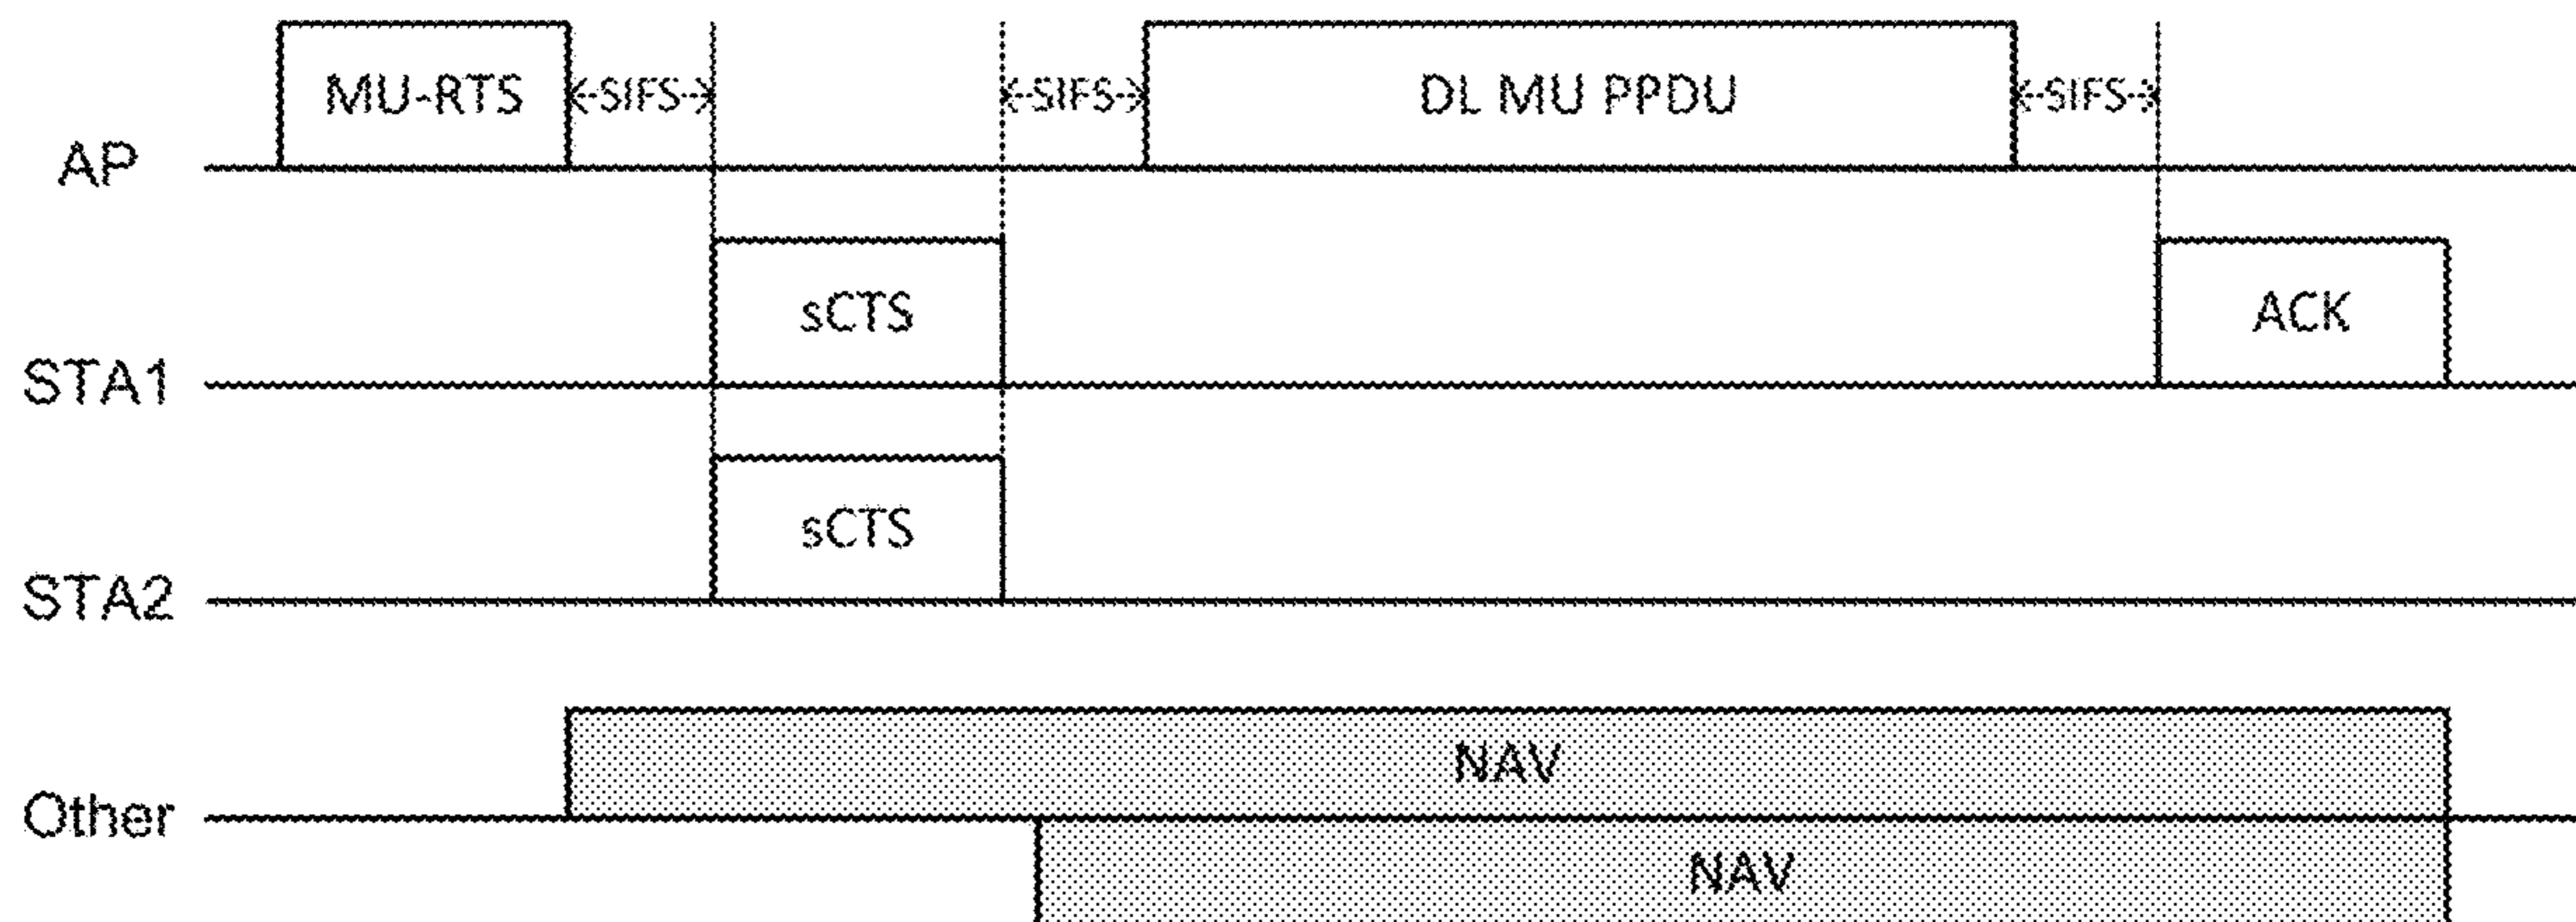 MU-RTS
SIFS
SIFS
DL MU PPDU
SIFS
AP
sCTS
ACK
STA1
sCTS
STA2
NAV
Other
NAV